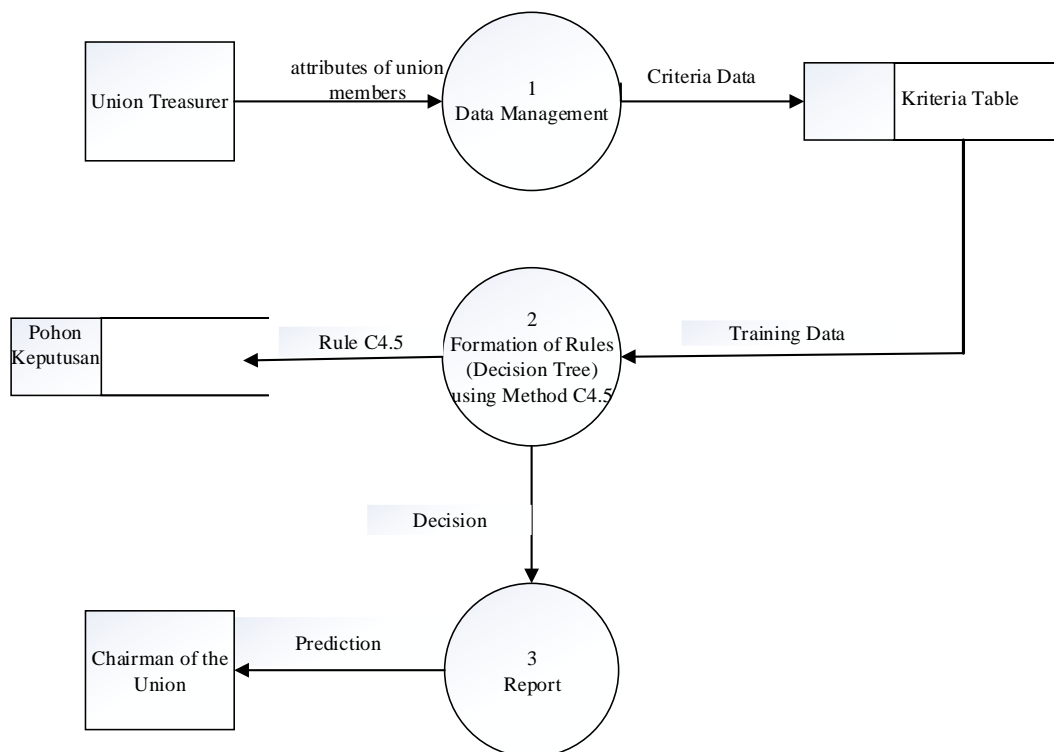 Union Treasurer
attributes of union
members
1
Data Management
Criteria Data
Kriteria Table
Pohon
Keputusan
Rule C4.5
2
Formation of Rules
(Decision Tree)
using Method C4.5
Training Data
Decision
Chairman of the
Union
Prediction
3
Report